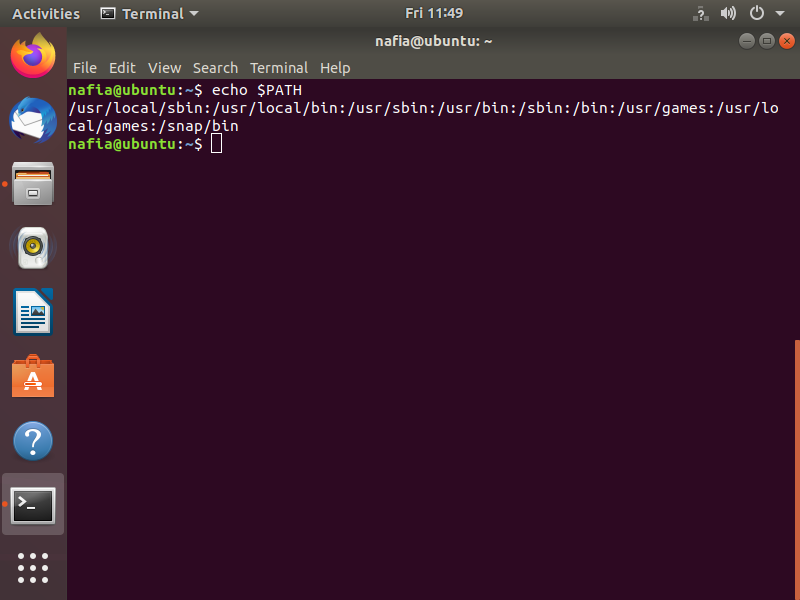 Activities Terminal Fri 11:49
nafia@ubuntu: ~
File Edit View Search Terminal Help
nafia@ubuntu:~$ echo $PATH
/usr/local/sbin:/usr/local/bin:/usr/sbin:/usr/bin:/sbin:/bin:/usr/games:/usr/lo
cal/games:/snap/bin
nafia@ubuntu:~$